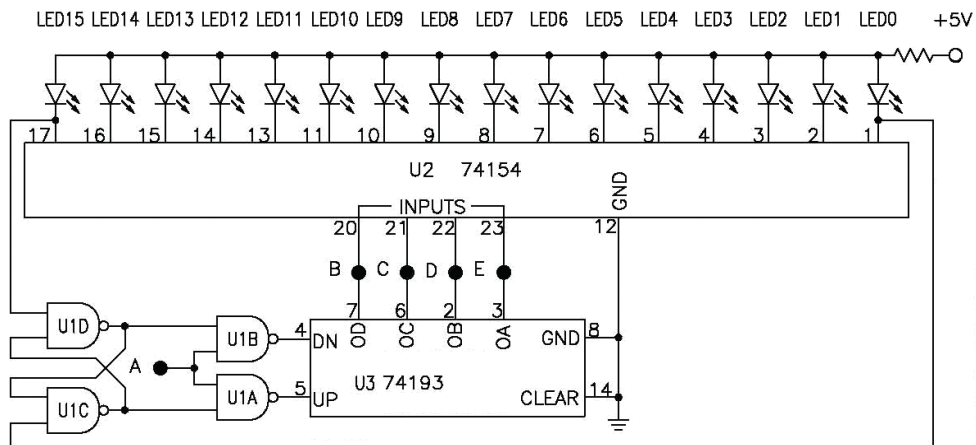 LED15 LED14 LED13 LED12 LED11 LED10 LED9 LED8 LED7 LED6 LED5 LED4 LED3 LED2 LED1 LED0 +5V
17 16 15 14 13 11 10 9 8 7 6 5 4 3 2 1
U2 74154
GND
INPUTS
20 21 22 23 12
B C D E
7 6 2 3
OD OC OB OA
U1D U1B 4 DN GND 8
A
U3 74193
U1C U1A 5 UP CLEAR 14